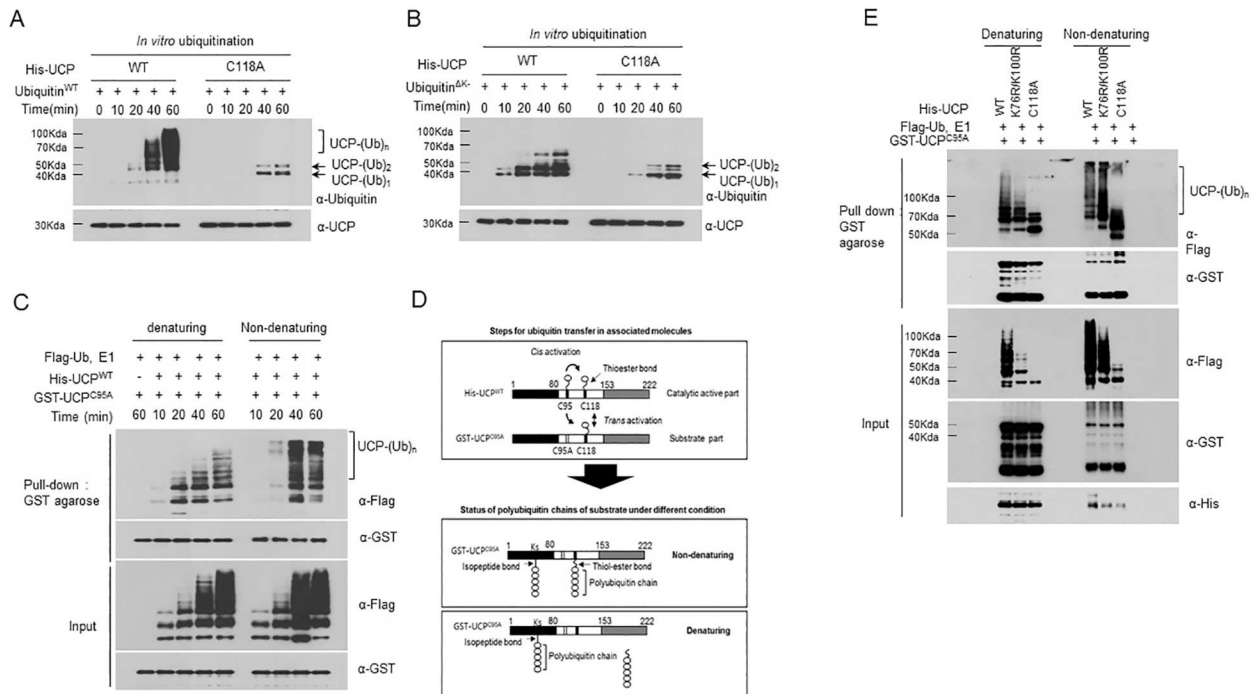 A
In vitro ubiquitination
His-UCP WT C118A
Ubiquitin^WT + + + + + + + + + +
Time(min) 0 10 20 40 60 0 10 20 40 60
100Kda
70Kda
50Kda
40Kda
UCP-(Ub)n
UCP-(Ub)2
UCP-(Ub)1
α-Ubiquitin
30Kda
α-UCP
B
In vitro ubiquitination
His-UCP WT C118A
Ubiquitin^ΔK- + + + + + + + + + +
Time(min) 0 10 20 40 60 0 10 20 40 60
100Kda
70Kda
50Kda
40Kda
UCP-(Ub)2
UCP-(Ub)1
α-Ubiquitin
30Kda
α-UCP
C
denaturing Non-denaturing
Flag-Ub, E1 + + + + + + + + +
His-UCP^WT - + + + + + + + +
GST-UCP^C95A + + + + + + + + +
Time (min) 60 10 20 40 60 10 20 40 60
UCP-(Ub)n
Pull-down :
GST agarose
α-Flag
α-GST
Input
α-Flag
α-GST
D
Steps for ubiquitin transfer in associated molecules
Cis activation
Thioester bond
1 80 153 222
His-UCP^WT
Catalytic active part
C95 C118
Trans activation
GST-UCP^C95A
Substrate part
C95A C118
Status of polyubiquitin chains of substrate under different condition
1 Ks 80 153 222
GST-UCP^C95A
Non-denaturing
Isopeptide bond
Thiol-ester bond
Polyubiquitin chain
1 Ks 80 153 222
GST-UCP^C95A
Denaturing
Isopeptide bond
Polyubiquitin chain
E
Denaturing Non-denaturing
His-UCP WT K76R/K100R C118A WT K76R/K100R C118A
Flag-Ub, E1 + + + + + + +
GST-UCP^C95A + + + + + + +
100Kda
70Kda
50Kda
UCP-(Ub)n
Pull down :
GST
agarose
α-
Flag
α-GST
100Kda
70Kda
50Kda
40Kda
α-Flag
Input
50Kda
40Kda
α-GST
α-His